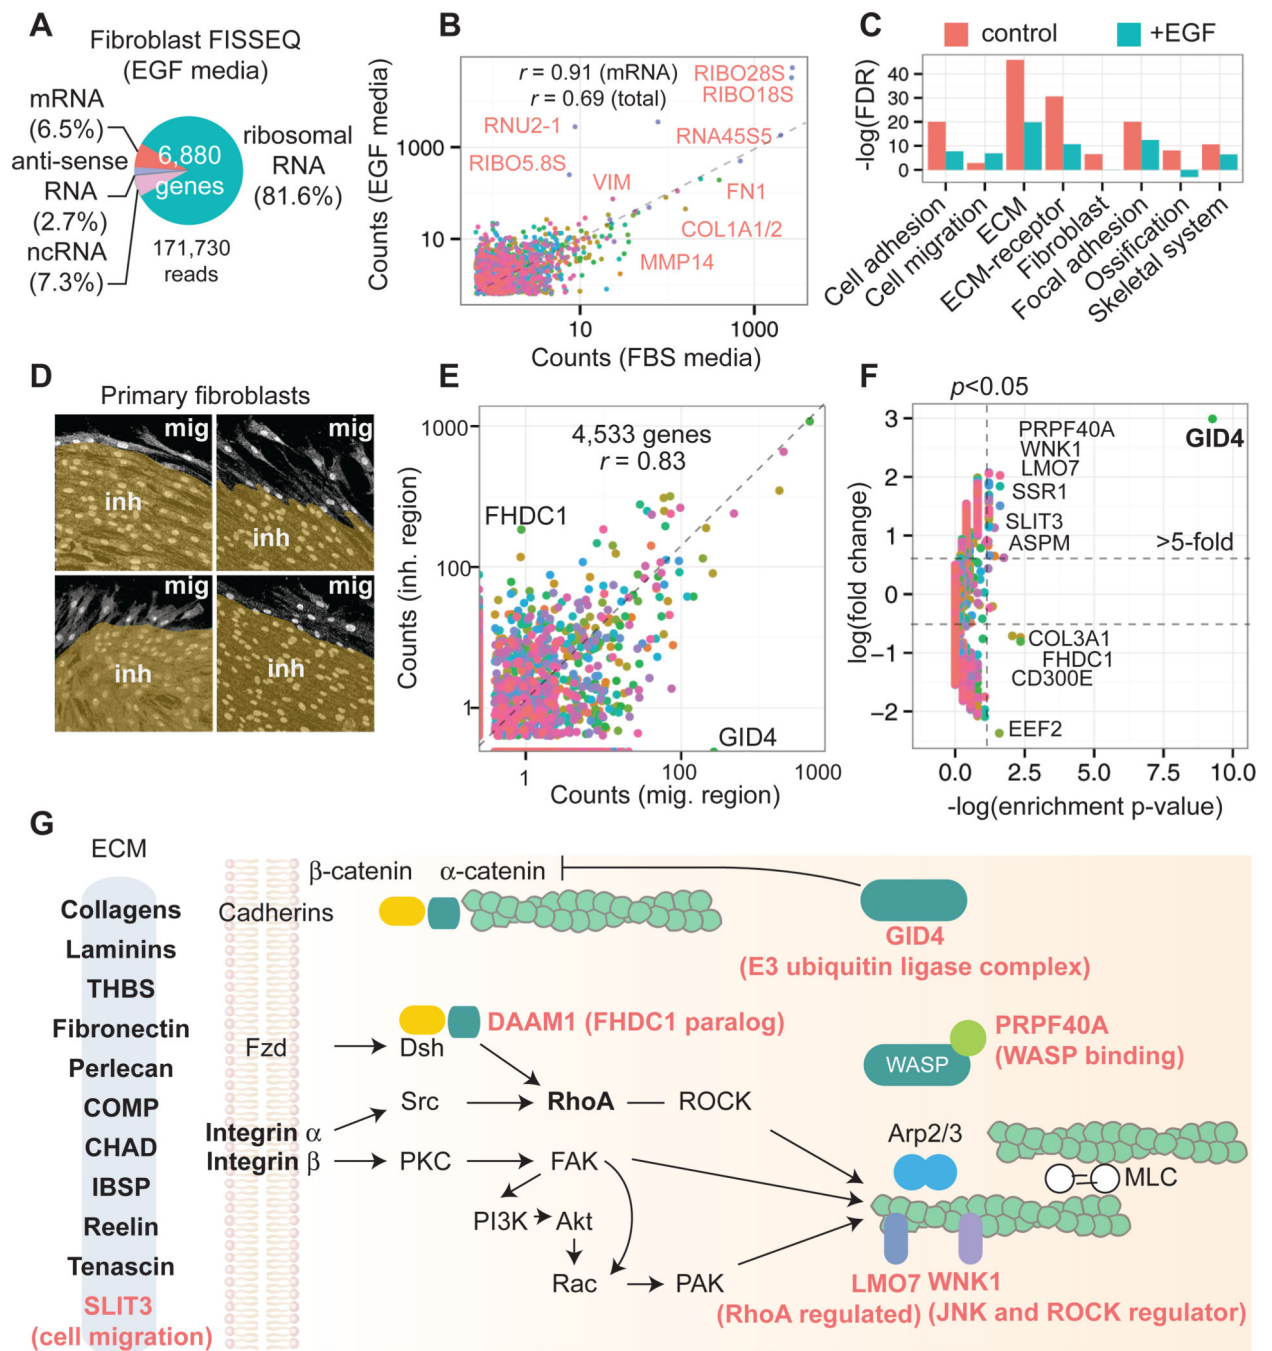 A
Fibroblast FISSEQ
(EGF media)
mRNA
(6.5%)
anti-sense
RNA
(2.7%)
ncRNA
(7.3%)
6,880
genes
ribosomal
RNA
(81.6%)
171,730
reads
B
Counts (EGF media)
1000
10
r = 0.91 (mRNA)
r = 0.69 (total)
RIBO28S
RIBO18S
RNU2-1
RNA45S5
RIBO5.8S
VIM
FN1
COL1A1/2
MMP14
10
1000
Counts (FBS media)
C
control
+EGF
-log(FDR)
40
30
20
10
0
Cell adhesion
Cell migration
ECM
ECM-receptor
Fibroblast
Focal adhesion
Ossification
Skeletal system
D
Primary fibroblasts
mig
inh
mig
inh
mig
inh
mig
inh
E
Counts (inh. region)
1000
100
1
4,533 genes
r = 0.83
FHDC1
GID4
1
100
1000
Counts (mig. region)
F
p<0.05
log(fold change)
3
2
1
0
−1
−2
GID4
PRPF40A
WNK1
LMO7
SSR1
SLIT3
ASPM
>5-fold
COL3A1
FHDC1
CD300E
EEF2
0.0
2.5
5.0
7.5
10.0
-log(enrichment p-value)
G
ECM
Collagens
Laminins
THBS
Fibronectin
Perlecan
COMP
CHAD
IBSP
Reelin
Tenascin
SLIT3
(cell migration)
β-catenin
α-catenin
Cadherins
GID4
(E3 ubiquitin ligase complex)
DAAM1 (FHDC1 paralog)
Fzd
Dsh
PRPF40A
(WASP binding)
WASP
Src
RhoA
ROCK
Integrin α
Integrin β
PKC
FAK
Arp2/3
MLC
PI3K
Akt
Rac
PAK
LMO7
WNK1
(RhoA regulated)
(JNK and ROCK regulator)